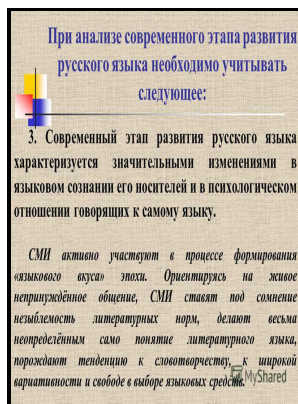 При анализе современного этапа развития
русского языка необходимо учитывать
следующее:
3. Современный этап развития русского языка
характеризуется значительными изменениями в
языковом сознании его носителей и в психологическом
отношении говорящих к самому языку.
СМИ активно участвуют в процессе формирования
«языкового вкуса» эпохи. Ориентируясь на живое
непринуждённое общение, СМИ ставят под сомнение
незыблемость литературных норм, делают весьма
неопределённым само понятие литературного языка,
порождают тенденцию к словотворчеству, к широкой
вариативности и свободе в выборе языковых средств.
MyShared